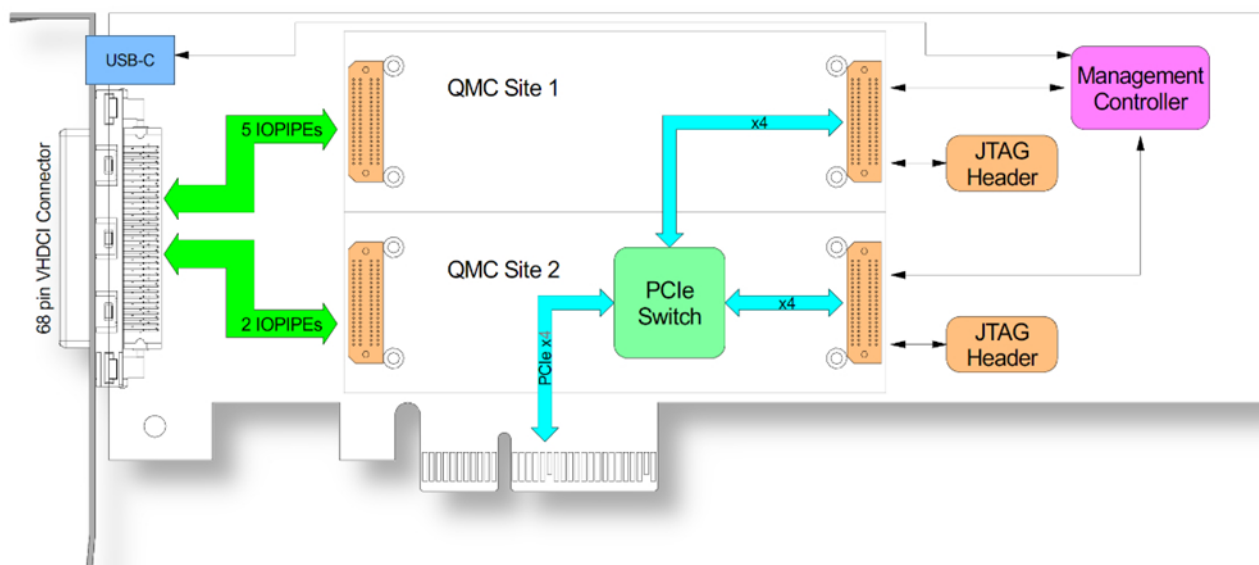 USB-C
68 pin VHDCI Connector
5 IOPIPEs
2 IOPIPEs
QMC Site 1
QMC Site 2
x4
PCIe
Switch
x4
PCIe x4
Management
Controller
JTAG
Header
JTAG
Header